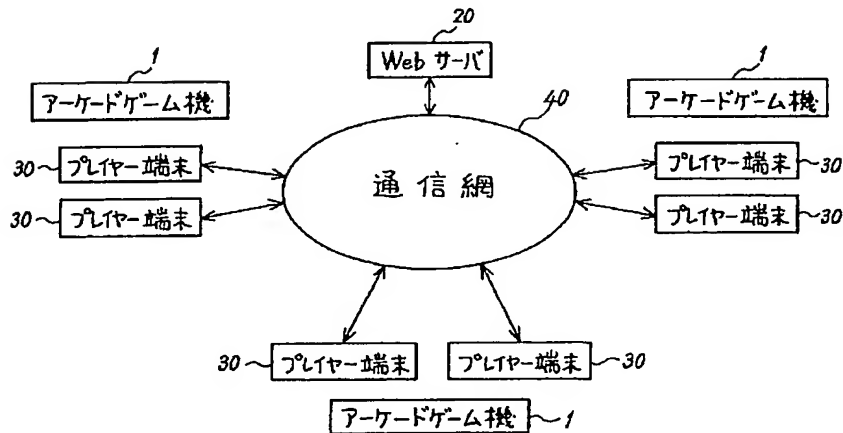 20
Web サーバ
1
アーケードゲーム機
1
アーケードゲーム機
40
通信網
30 プレイヤー端末
プレイヤー端末 30
30 プレイヤー端末
プレイヤー端末 30
30 プレイヤー端末
プレイヤー端末 30
アーケードゲーム機 1